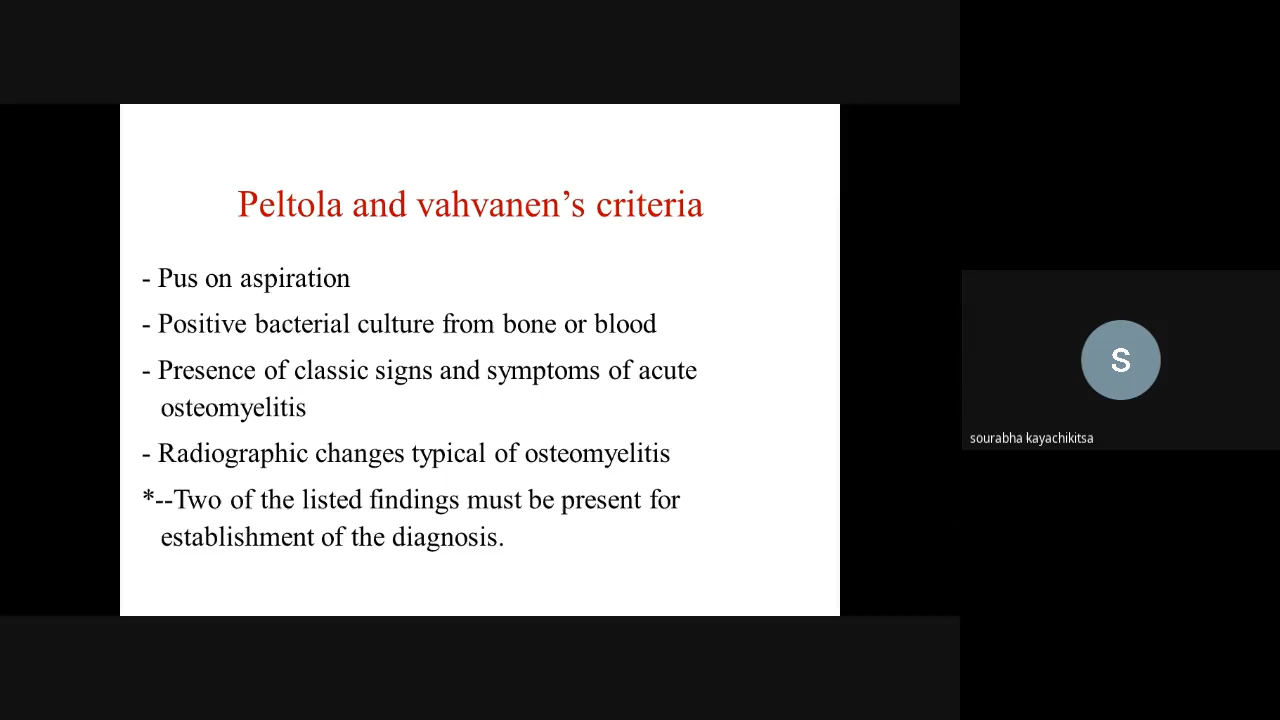 Peltola and vahvanen’s criteria
- Pus on aspiration
- Positive bacterial culture from bone or blood
- Presence of classic signs and symptoms of acute
osteomyelitis
- Radiographic changes typical of osteomyelitis
*--Two of the listed findings must be present for
establishment of the diagnosis.
S
sourabha kayachikitsa